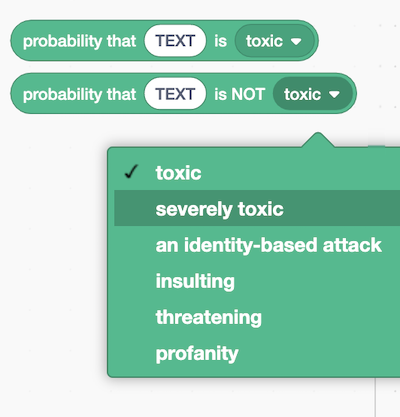 probability that TEXT is toxic
probability that TEXT is NOT toxic
✓ toxic
severely toxic
an identity-based attack
insulting
threatening
profanity